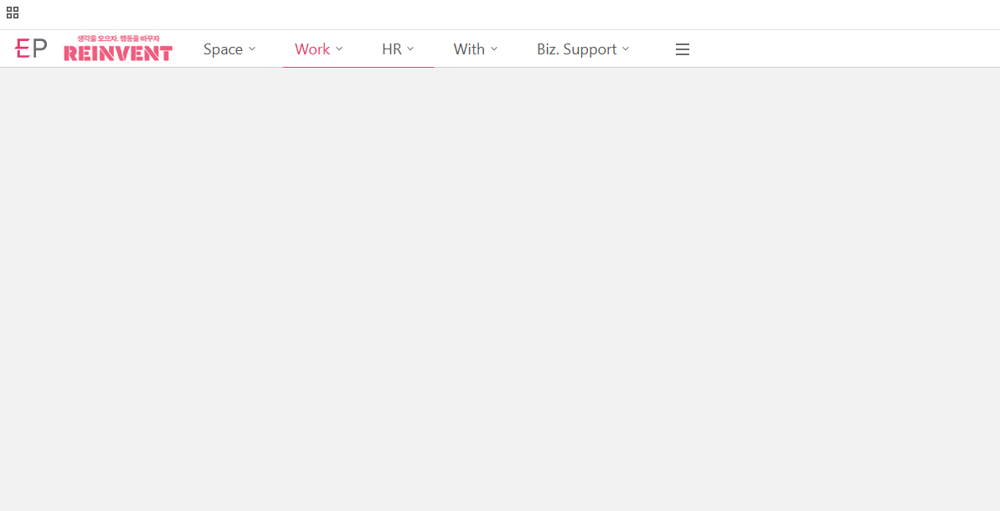 EP
생각을 모으자. 행동을 바꾸자
REINVENT
Space
Work
HR
With
Biz. Support